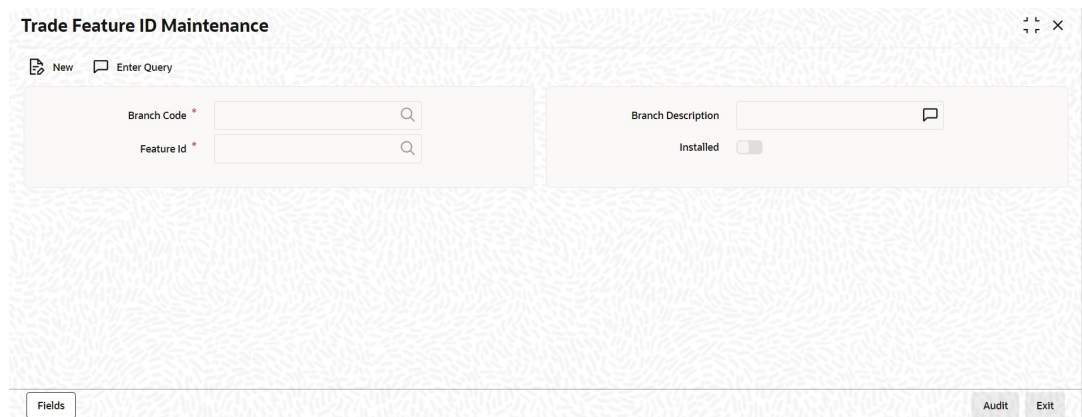 Trade Feature ID Maintenance
New Enter Query
Branch Code *
Feature Id *
Branch Description
Installed
Fields
Audit Exit